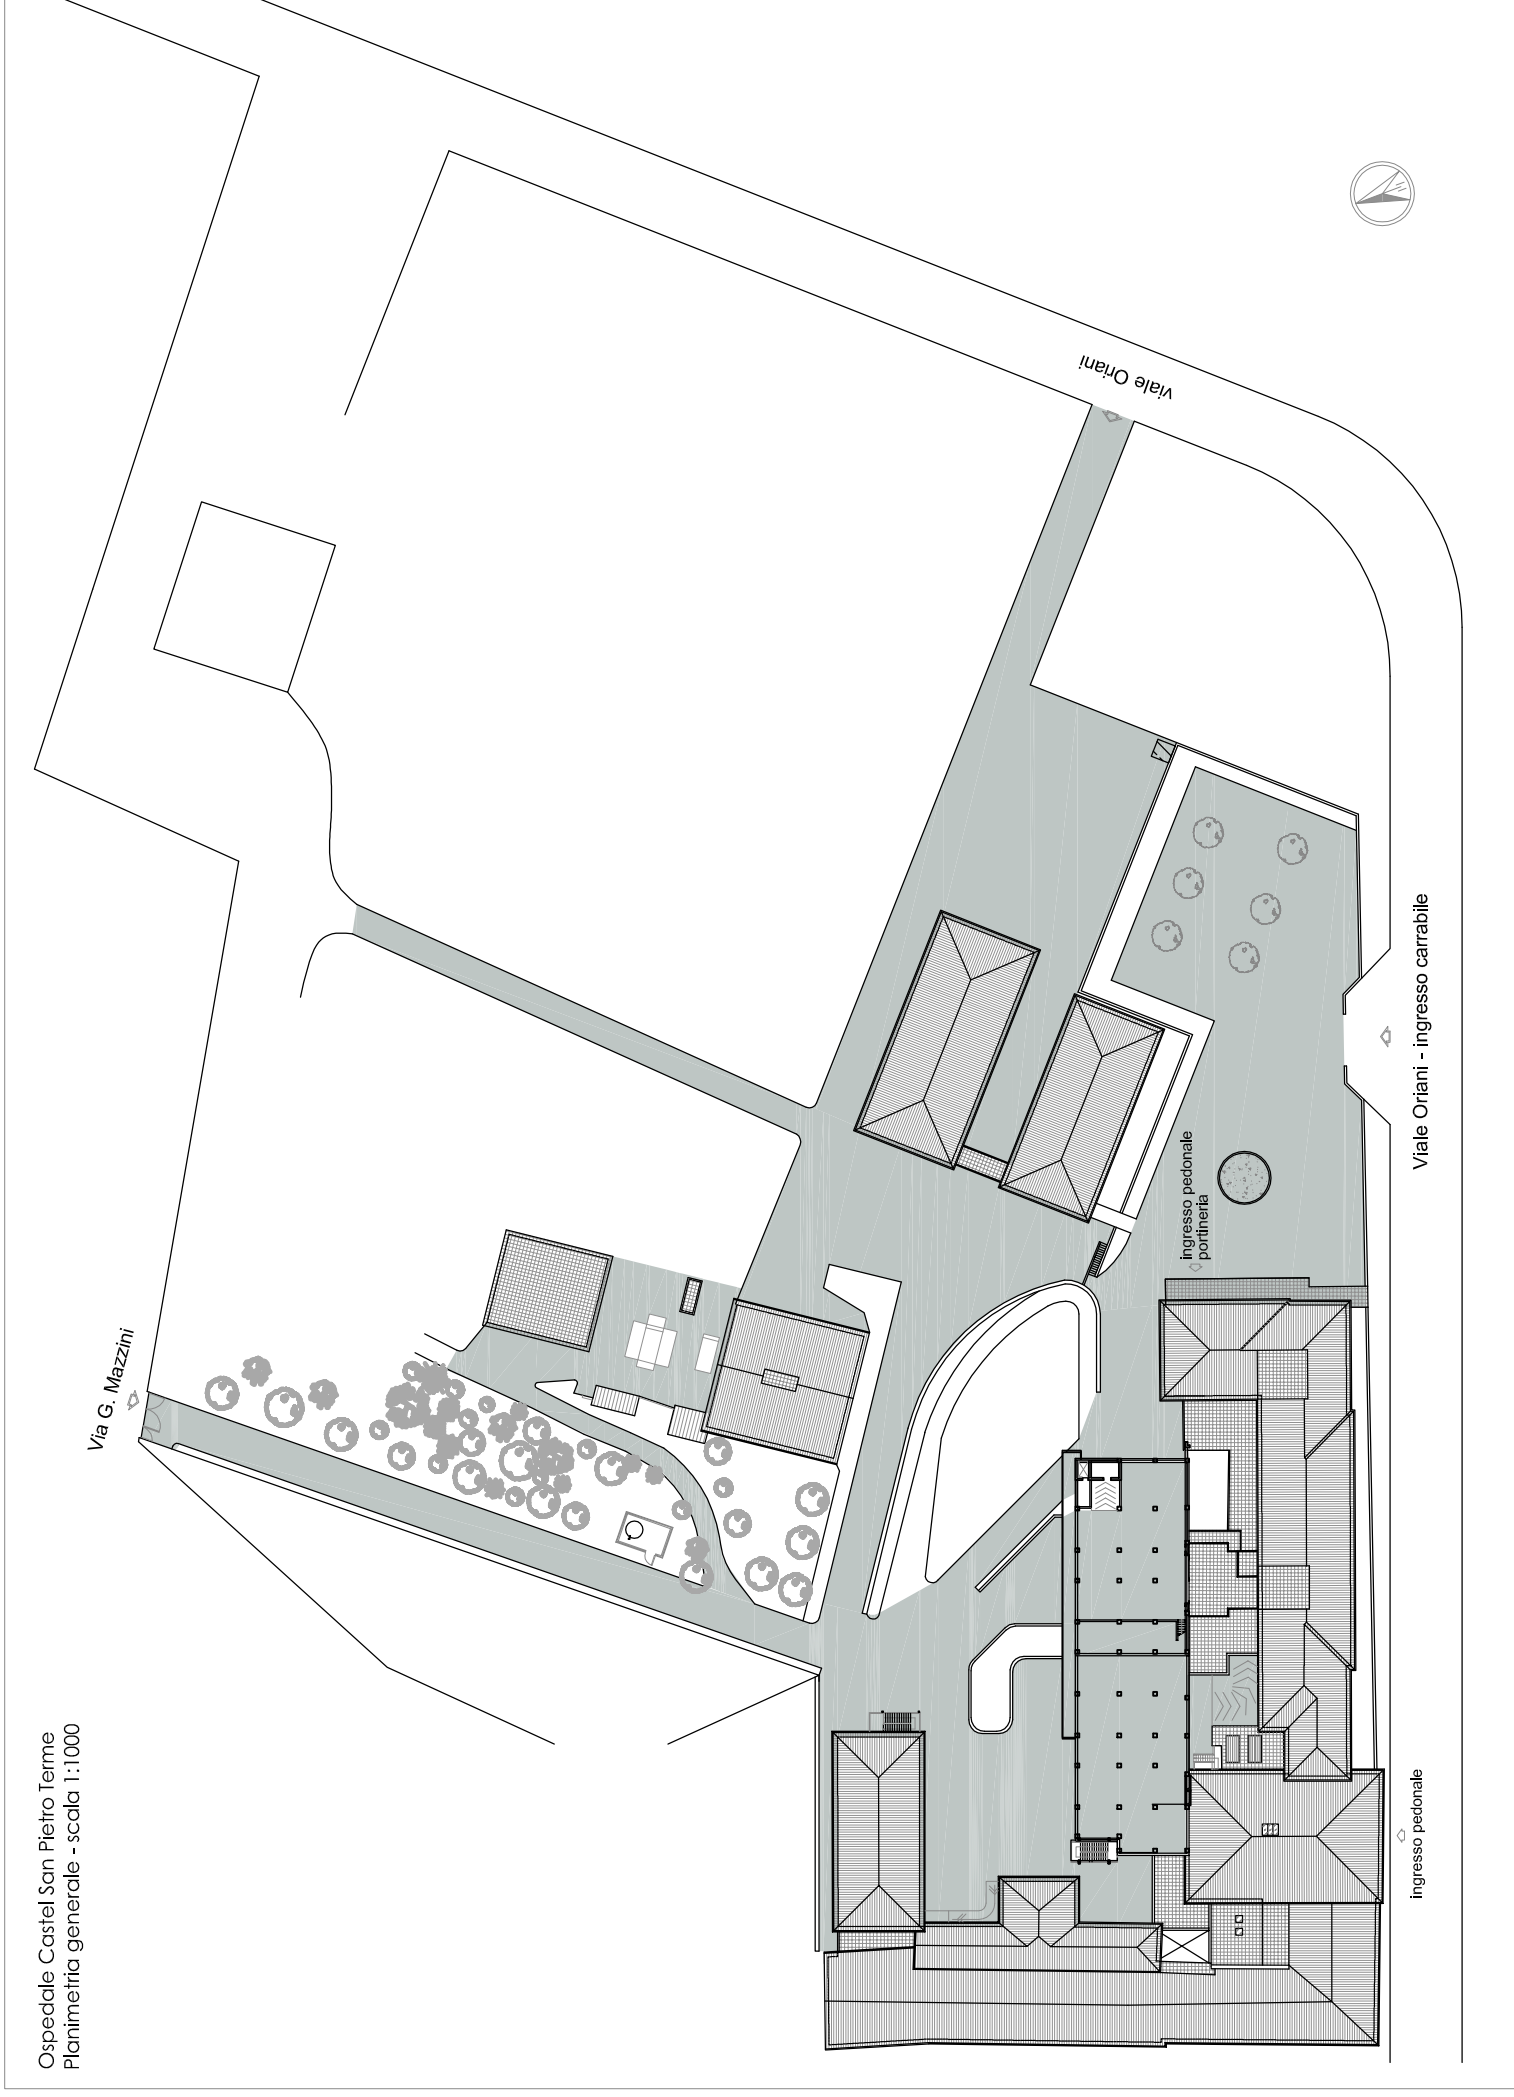 Ospedale Castel San Pietro Terme
Planimetria generale - scala 1:1000
Via G. Mazzini
viale Oriani
ingresso pedonale
portineria
Viale Oriani - ingresso carrabile
ingresso pedonale